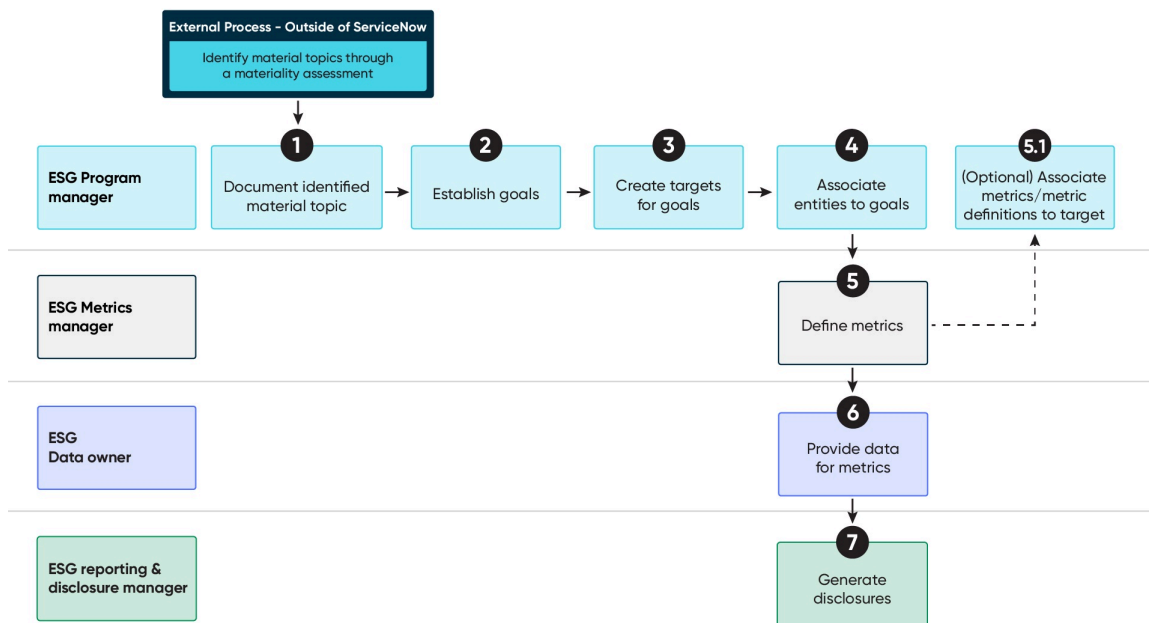 External Process - Outside of ServiceNow
Identify material topics through
a materiality assessment
1
2
3
4
5.1
ESG Program
manager
Document identified
material topic
Establish goals
Create targets
for goals
Associate
entities to goals
(Optional) Associate
metrics/metric
definitions to target
ESG Metrics
manager
5
Define metrics
ESG
Data owner
6
Provide data
for metrics
ESG reporting &
disclosure manager
7
Generate
disclosures